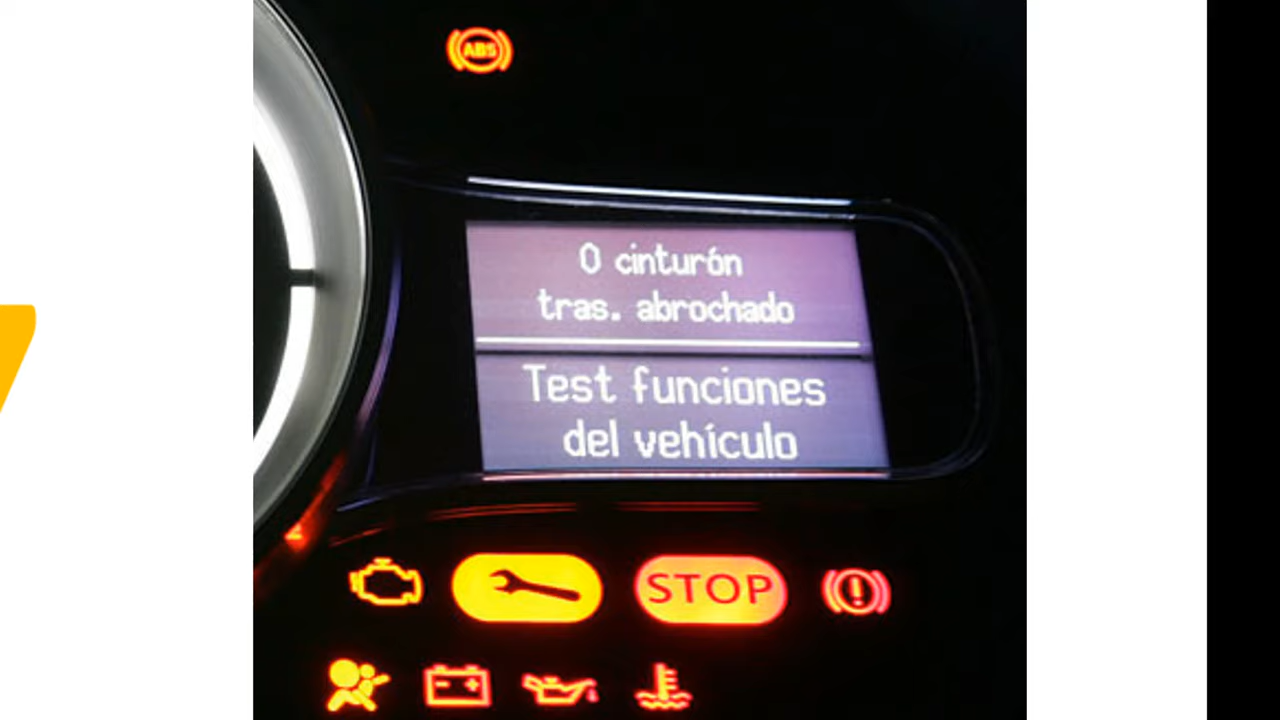 ABS
0 cinturón
tras. abrochado
Test funciones
del vehículo
STOP